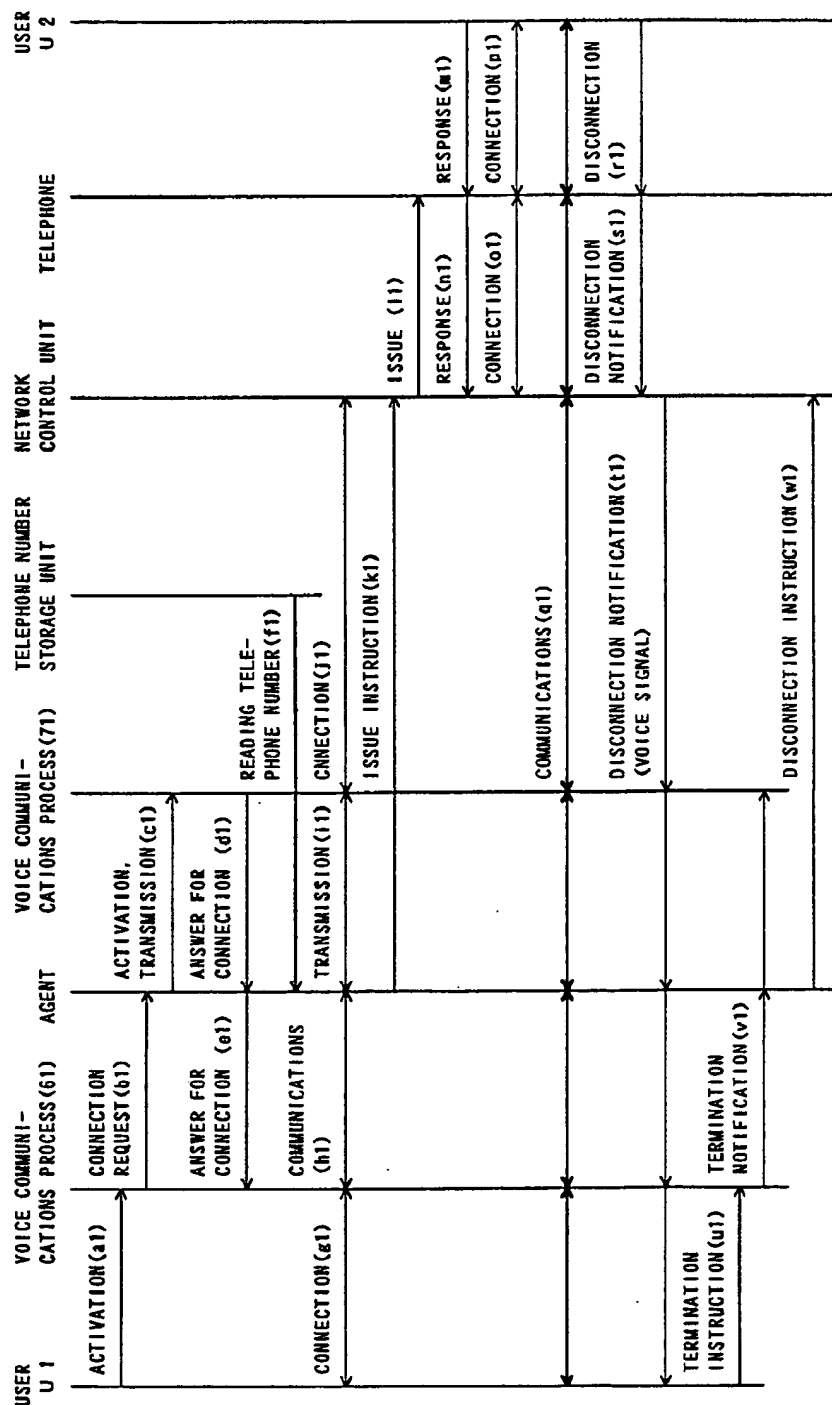 USER
U 1
VOICE COMMUNI-
CATIONS PROCESS(61)
AGENT
VOICE COMMUNI-
CATIONS PROCESS(71)
TELEPHONE NUMBER
STORAGE UNIT
NETWORK
CONTROL UNIT
TELEPHONE
USER
U 2
ACTIVATION(a1)
CONNECTION
REQUEST(b1)
ACTIVATION,
TRANSMISSION(c1)
ANSWER FOR
CONNECTION (d1)
ANSWER FOR
CONNECTION (e1)
READING TELE-
PHONE NUMBER(f1)
CONNECTION(g1)
COMMUNICATIONS
(h1)
TRANSMISSION(i1)
CNNECTION(j1)
ISSUE INSTRUCTION(k1)
ISSUE (l1)
RESPONSE(m1)
RESPONSE(n1)
CONNECTION(o1)
CONNECTION(p1)
COMMUNICATIONS(q1)
DISCONNECTION
(r1)
DISCONNECTION
NOTIFICATION(s1)
DISCONNECTION NOTIFICATION(t1)
(VOICE SIGNAL)
TERMINATION
INSTRUCTION(u1)
TERMINATION
NOTIFICATION(v1)
DISCONNECTION INSTRUCTION(w1)